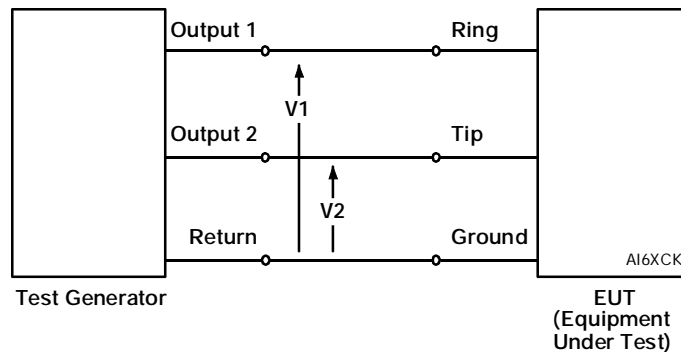 Output 1
Ring
V1
Output 2
Tip
V2
Return
Ground
AI6XCK
Test Generator
EUT
(Equipment
Under Test)